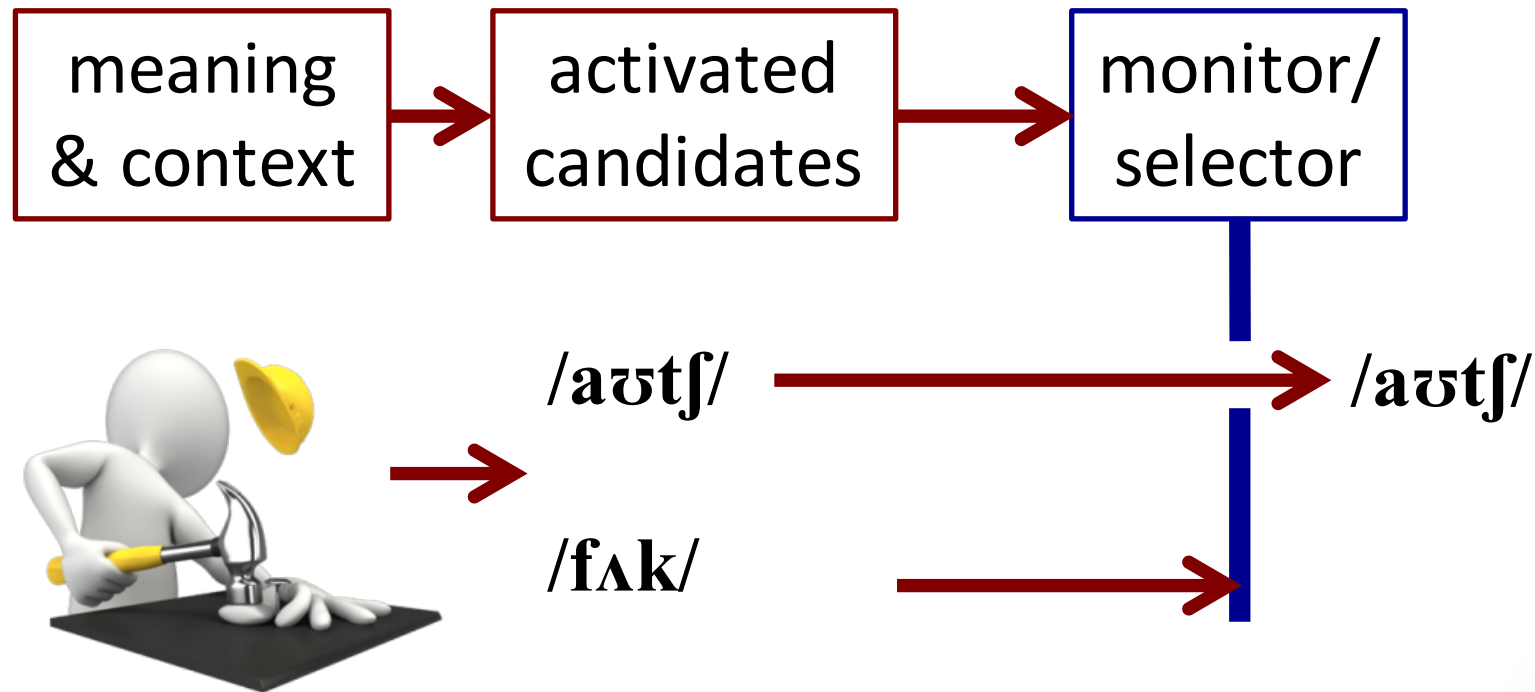 meaning
& context
activated
candidates
monitor/
selector
/aʊtʃ/
/aʊtʃ/
/fʌk/